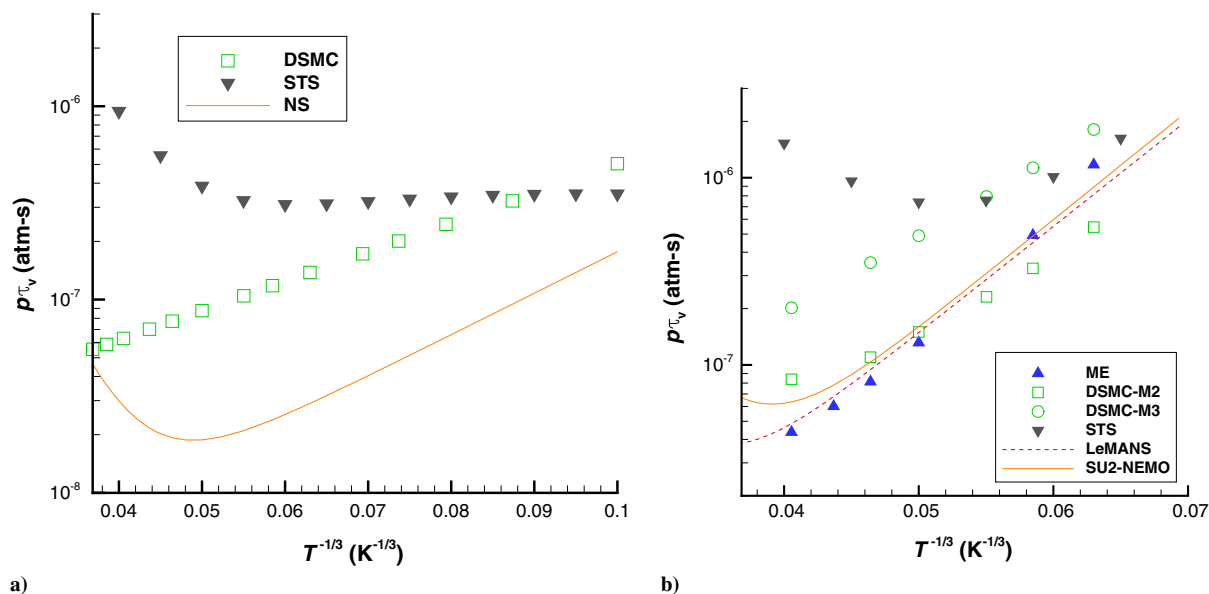 DSMC
STS
NS
10⁻⁶
10⁻⁷
10⁻⁸
pτᵥ (atm-s)
0.04 0.05 0.06 0.07 0.08 0.09 0.1
T⁻¹/³ (K⁻¹/³)
a)
10⁻⁶
10⁻⁷
pτᵥ (atm-s)
ME
DSMC-M2
DSMC-M3
STS
LeMANS
SU2-NEMO
0.04 0.05 0.06 0.07
T⁻¹/³ (K⁻¹/³)
b)